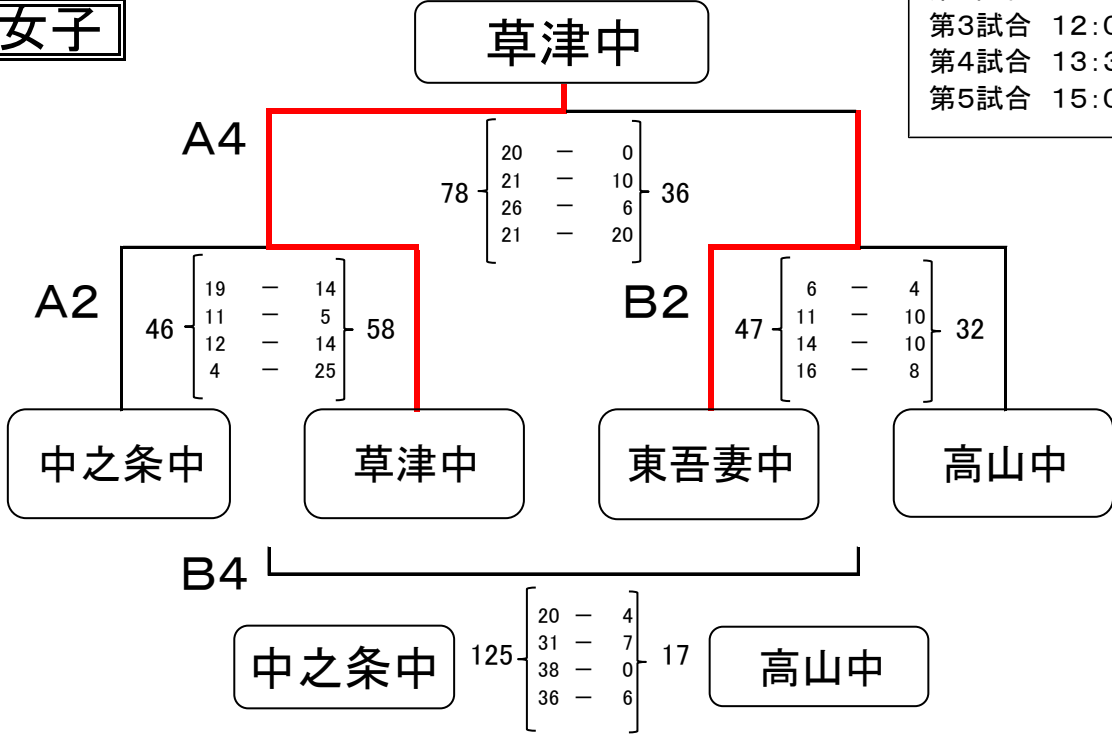 女子
草津中
第3試合 12:0
第4試合 13:3
第5試合 15:0
A4
78
20 － 0
21 － 10
26 － 6
21 － 20
36
A2
46
19 － 14
11 － 5
12 － 14
4 － 25
58
B2
47
6 － 4
11 － 10
14 － 10
16 － 8
32
中之条中
草津中
東吾妻中
高山中
B4
中之条中
125
20 － 4
31 － 7
38 － 0
36 － 6
17
高山中